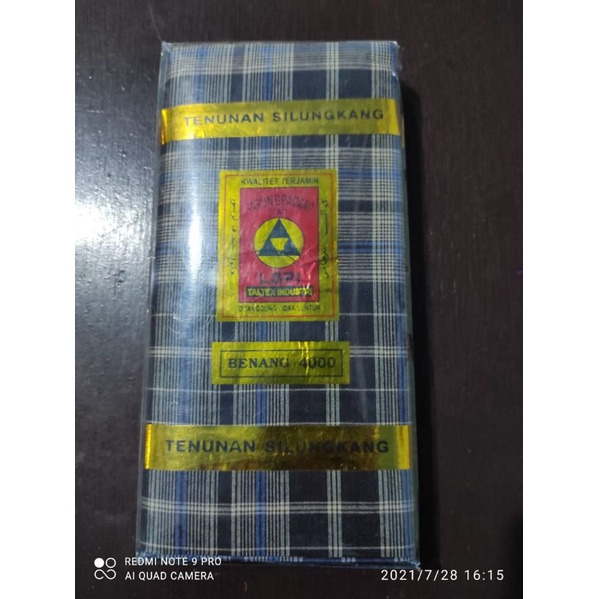 TENUNAN SILUNGKANG
KWALITET TERJAMIN
TALTEX INDUSTRI
BENANG 4000
TENUNAN SILUNGKANG
REDMI NOTE 9 PRO
AI QUAD CAMERA
2021/7/28 16:15